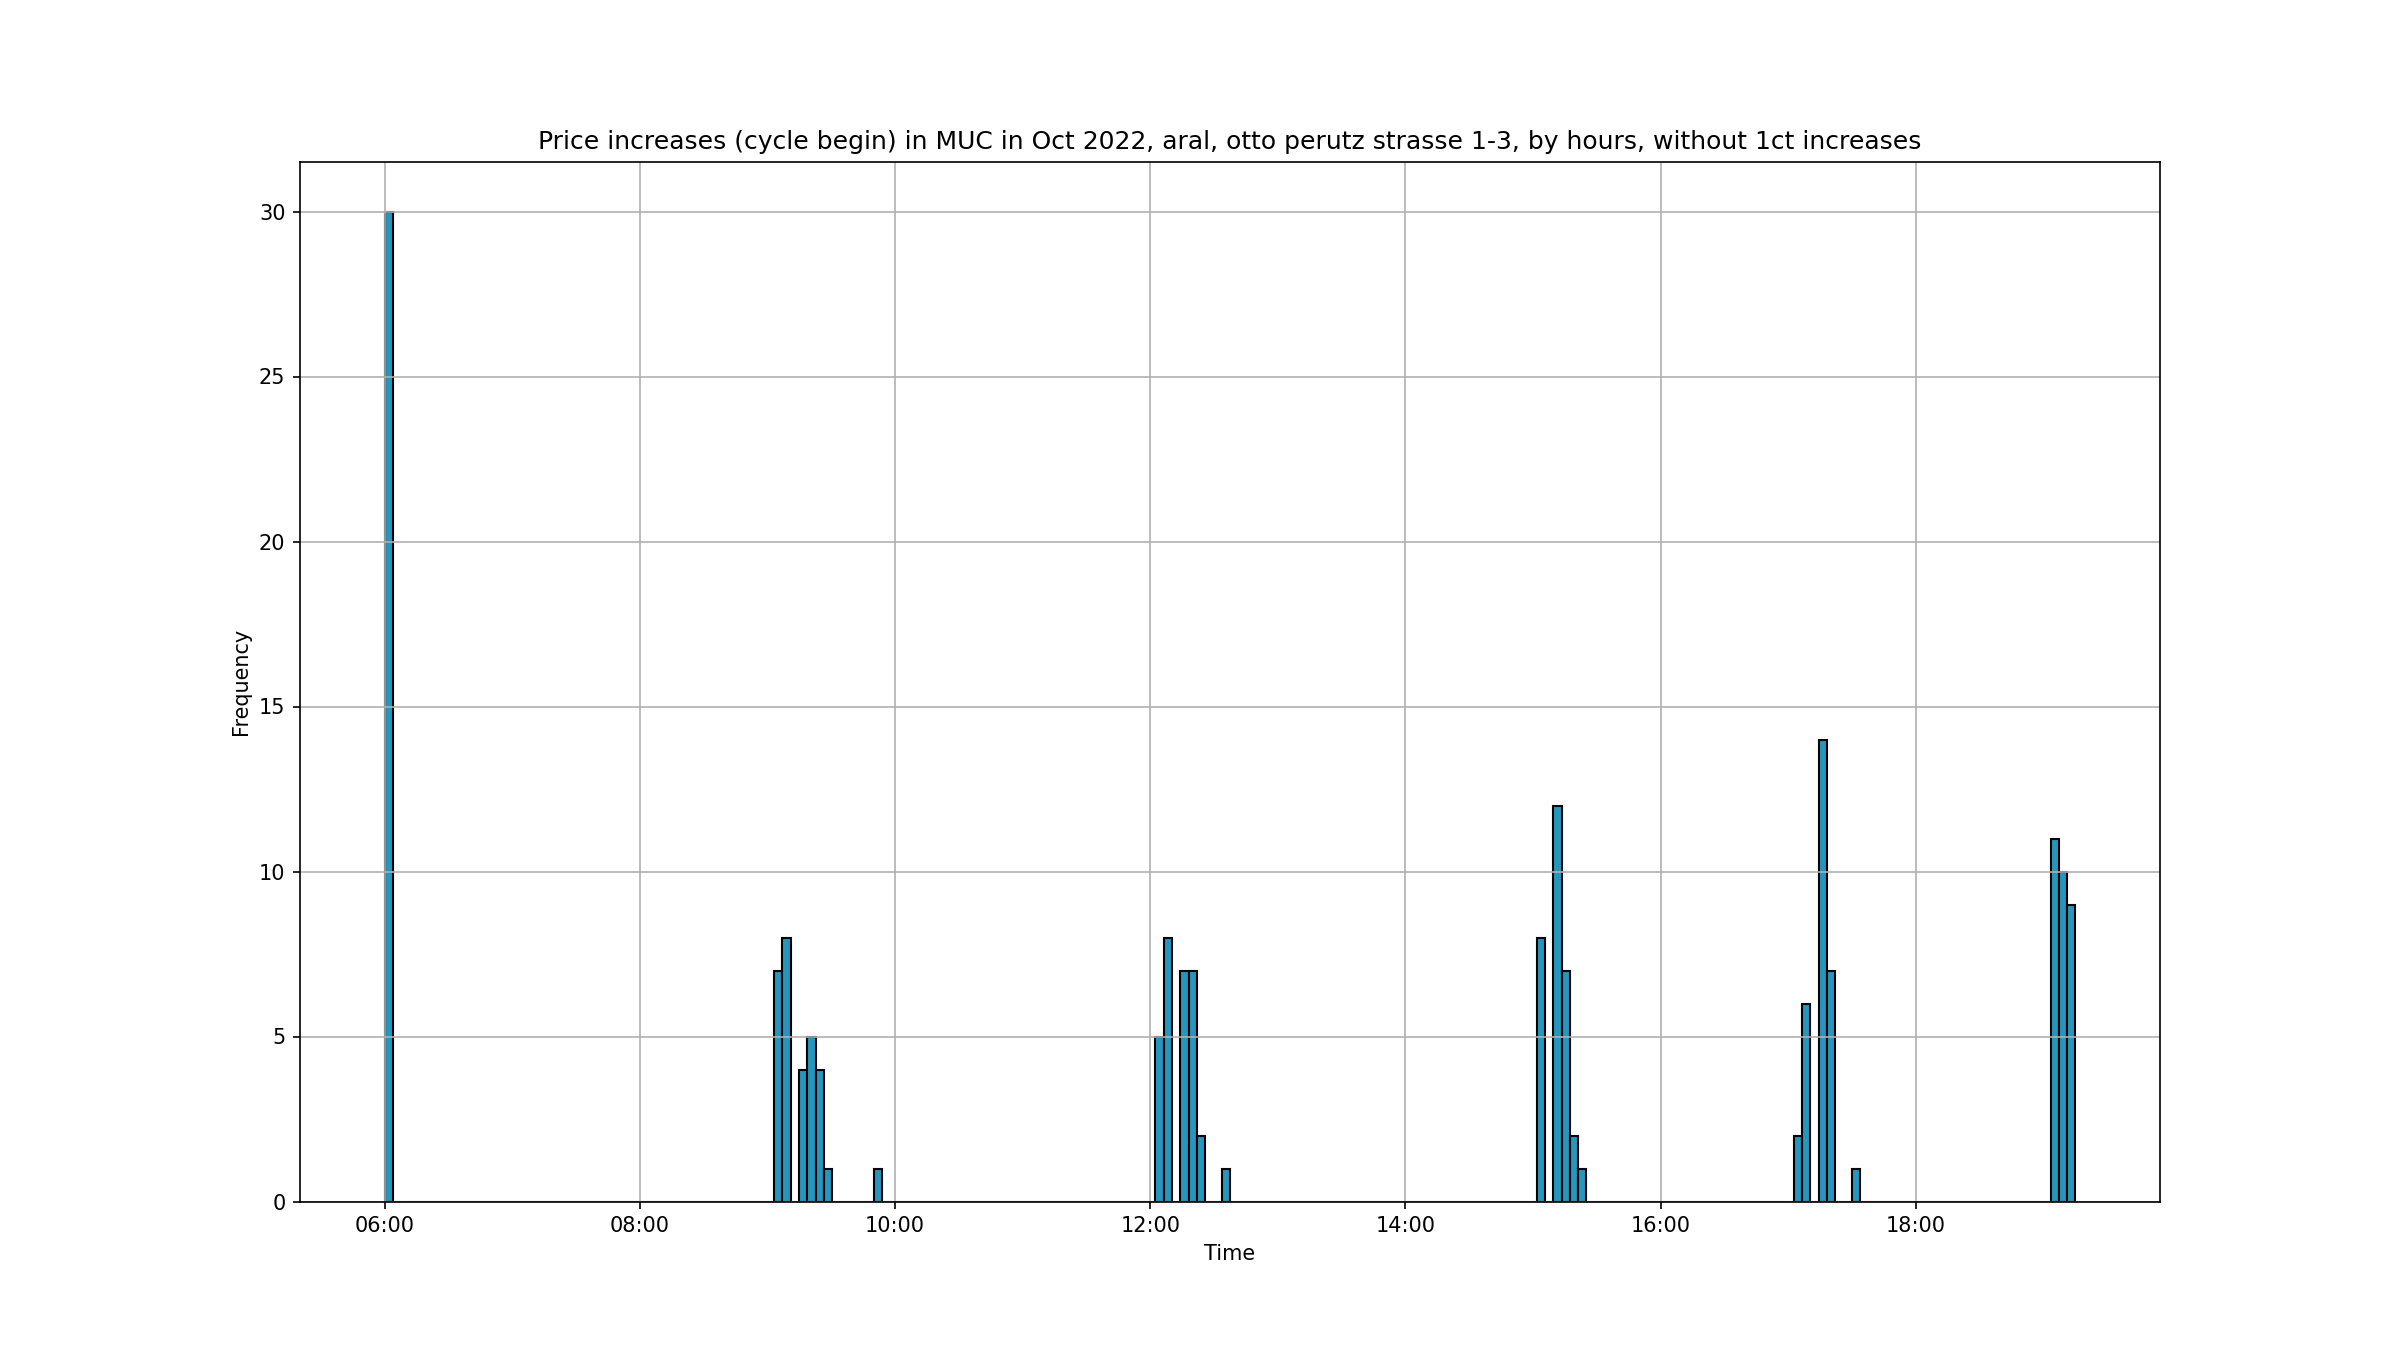 Price increases (cycle begin) in MUC in Oct 2022, aral, otto perutz strasse 1-3, by hours, without 1ct increases
30
25
20
15
10
5
0
Frequency
06:00 08:00 10:00 12:00 14:00 16:00 18:00
Time